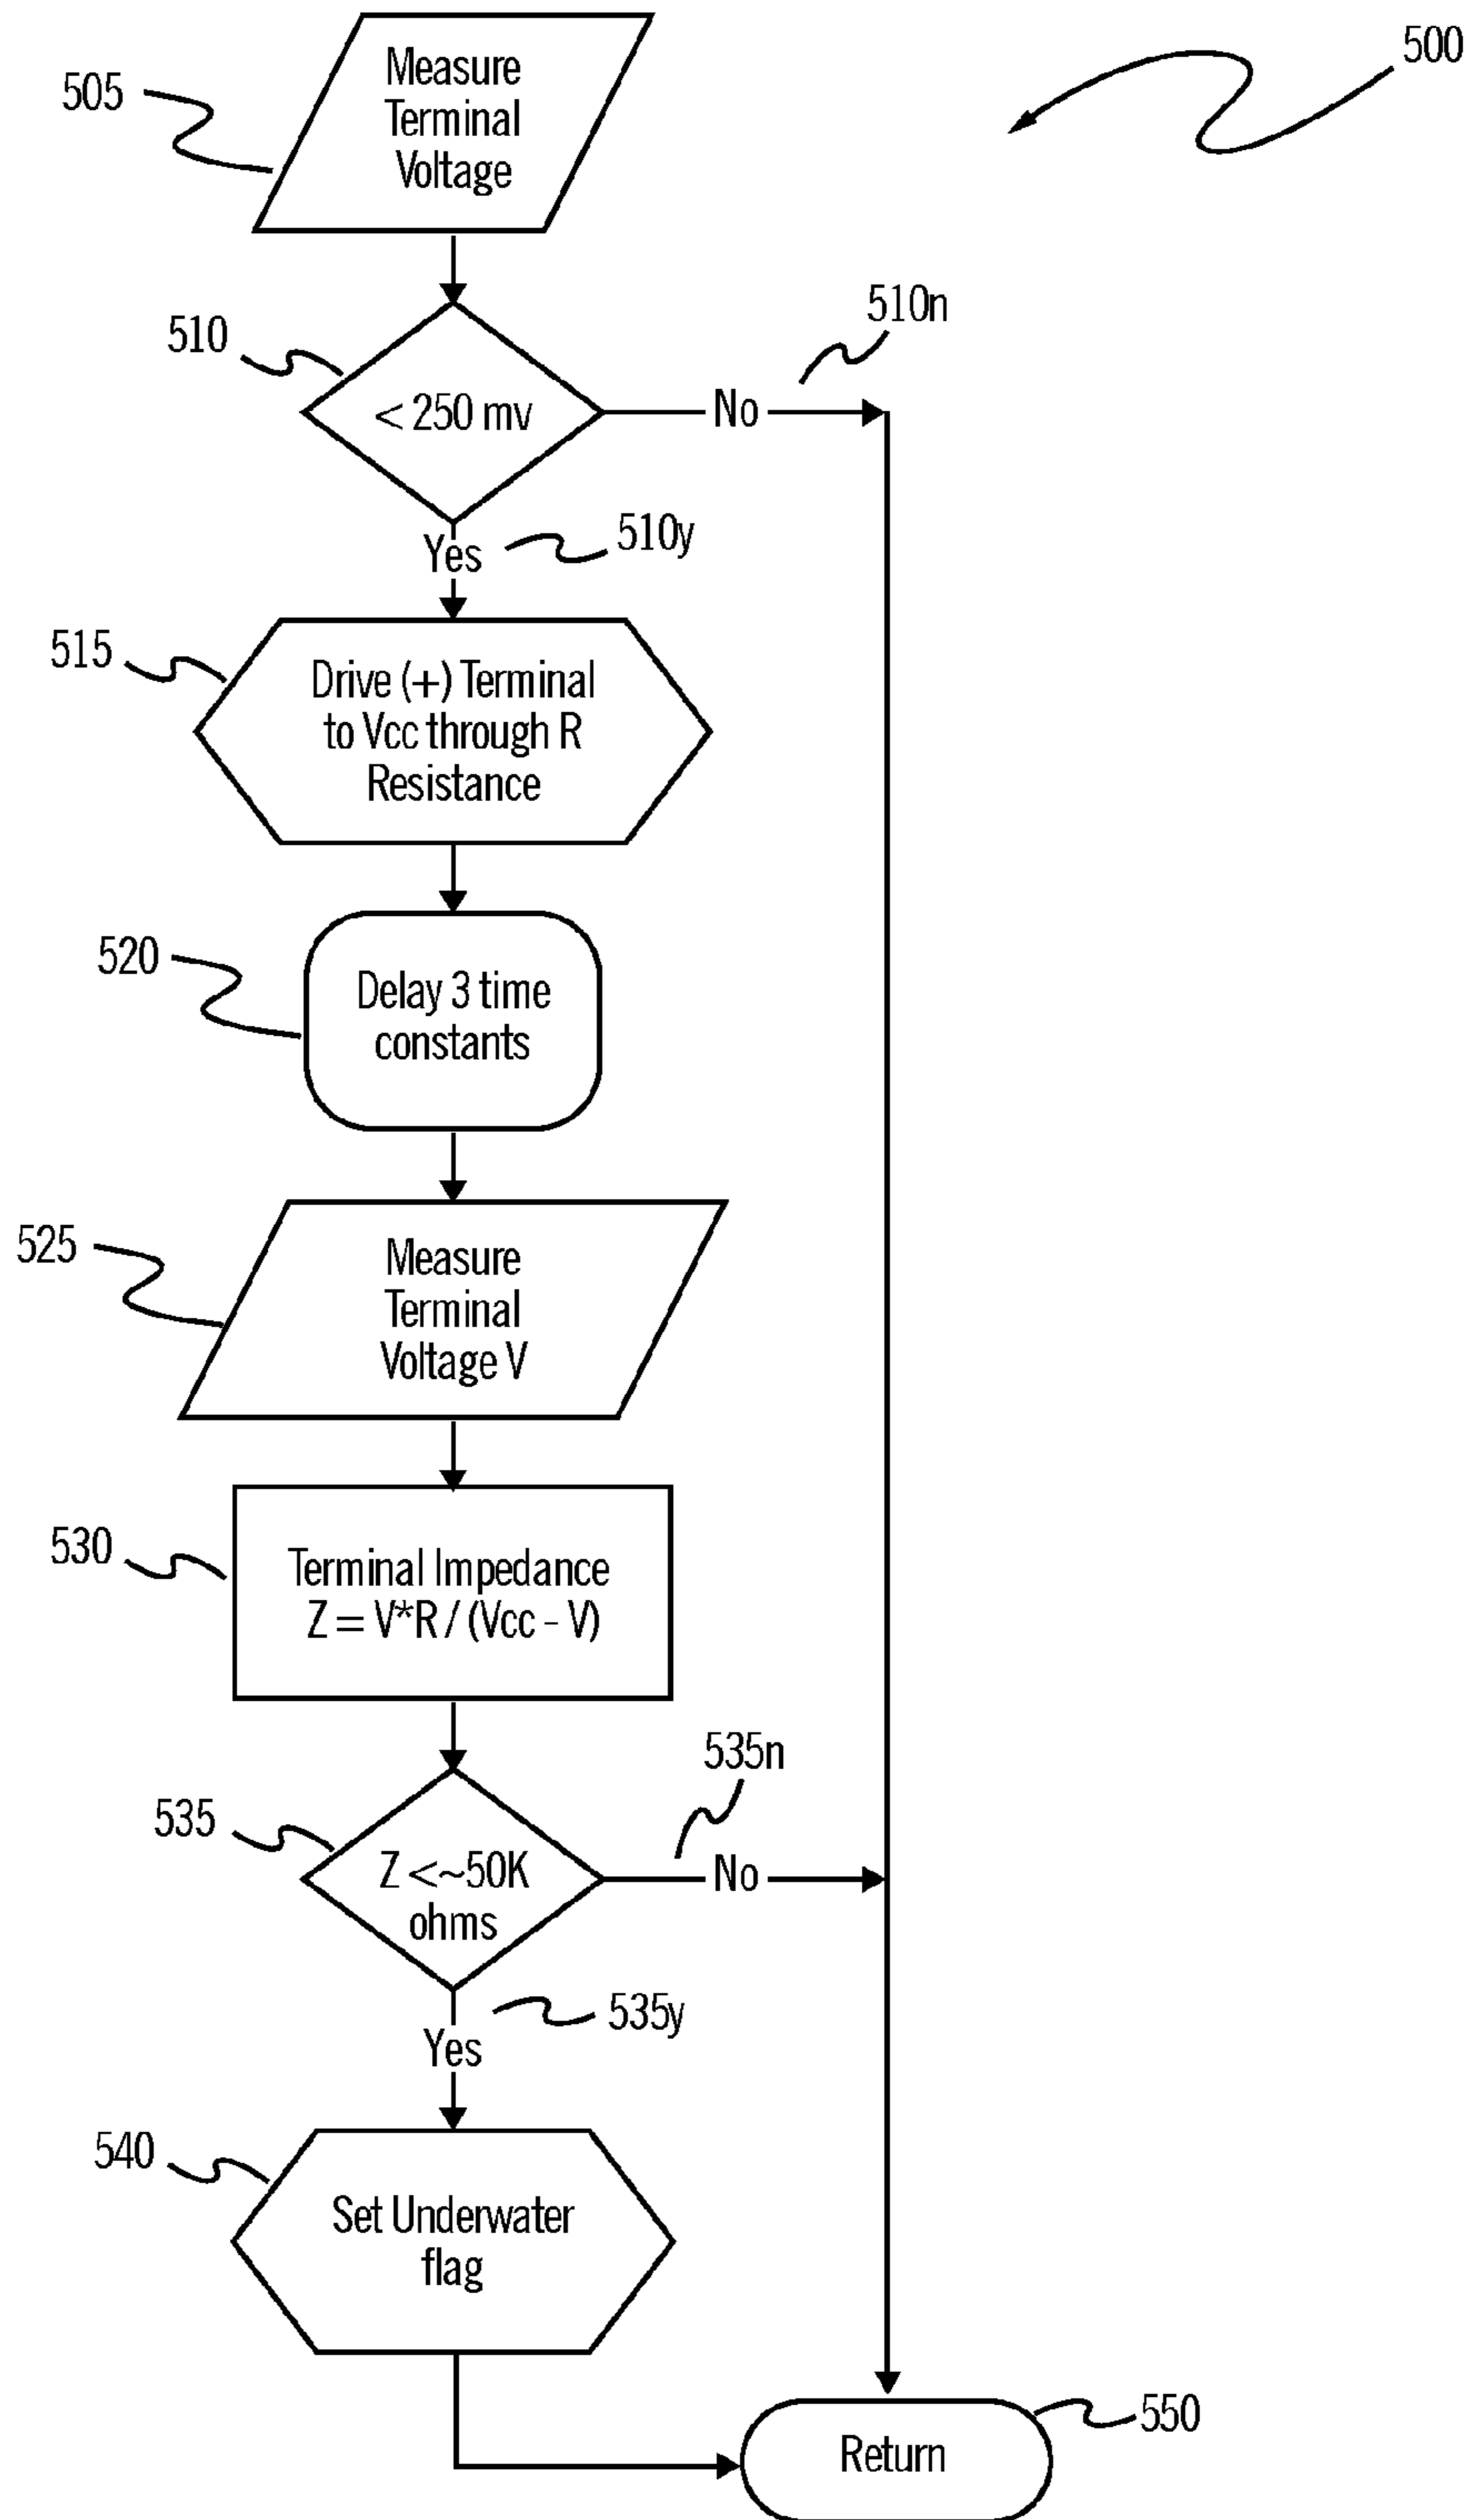 500
505
Measure
Terminal
Voltage
510
< 250 mv
510n
No
Yes
510y
515
Drive (+) Terminal
to Vcc through R
Resistance
520
Delay 3 time
constants
525
Measure
Terminal
Voltage V
530
Terminal Impedance
Z = V*R / (Vcc - V)
535
Z <~50K
ohms
535n
No
535y
Yes
540
Set Underwater
flag
550
Return